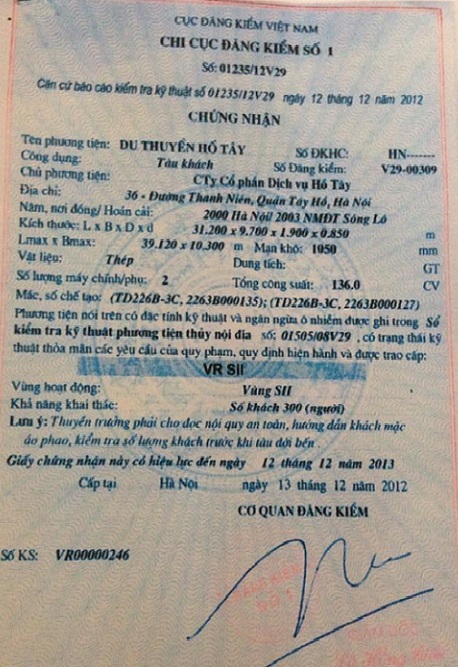 CỤC ĐĂNG KIỂM VIỆT NAM
CHI CỤC ĐĂNG KIỂM SỐ 1
Số: 01235/12V29
Căn cứ báo cáo kiểm tra kỹ thuật số 01235/12V29 ngày 12 tháng 12 năm 2012
CHỨNG NHẬN
Tên phương tiện: DU THUYỀN HỒ TÂY Số ĐKHC: HN-------
Công dụng: Tàu khách Số Đăng kiểm: V29-00309
Chủ phương tiện: CTy Cổ phần Dịch vụ Hồ Tây
Địa chỉ: 36 - Đường Thanh Niên, Quận Tây Hồ, Hà Nội
Năm, nơi đóng/ Hoán cải: 2000 Hà Nội/ 2003 NMĐT Sông Lô
Kích thước: L x B x D x d 31.200 x 9.700 x 1.900 x 0.850 m
Lmax x Bmax: 39.120 x 10.300 m Mạn khô: 1050 mm
Vật liệu: Thép Dung tích: GT
Số lượng máy chính/phụ: 2 Tổng công suất: 136.0 CV
Mác, số chế tạo: (TD226B-3C, 2263B000135); (TD226B-3C, 2263B000127)
Phương tiện nói trên có đặc tính kỹ thuật và ngăn ngừa ô nhiễm được ghi trong Sổ
kiểm tra kỹ thuật phương tiện thủy nội địa số: 01505/08V29 , có trạng thái kỹ
thuật thỏa mãn các yêu cầu của quy phạm, quy định hiện hành và được trao cấp:
VR SII
Vùng hoạt động: Vùng SII
Khả năng khai thác: Số khách 300 (người)
Lưu ý: Thuyền trưởng phải cho đọc nội quy an toàn, hướng dẫn khách mặc
áo phao, kiểm tra số lượng khách trước khi tàu dời bến .
Giấy chứng nhận này có hiệu lực đến ngày 12 tháng 12 năm 2013
Cấp tại Hà Nội ngày 13 tháng 12 năm 2012
CƠ QUAN ĐĂNG KIỂM
Số KS: VR00000246
ĐĂNG KIỂM
SỐ 1